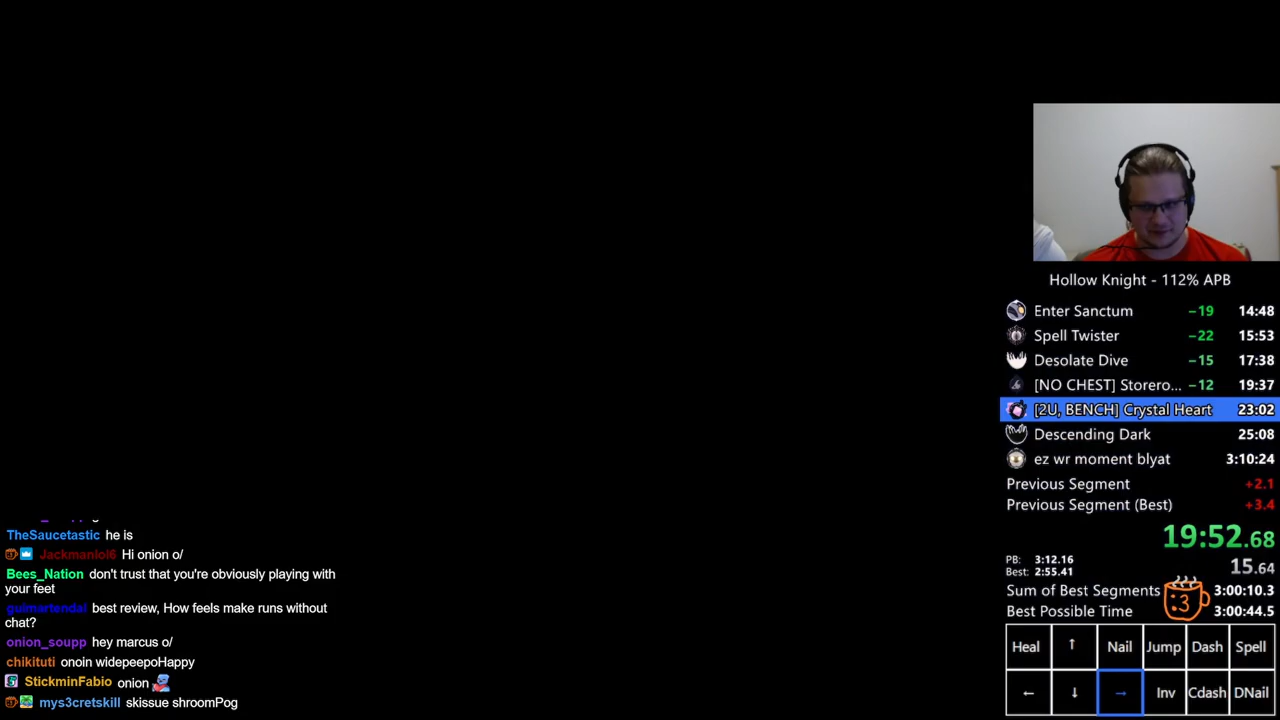 Hollow Knight - 112% APB
Enter Sanctum -19 14:48
Spell Twister -22 15:53
Desolate Dive -15 17:38
[NO CHEST] Storero... -12 19:37
[2U, BENCH] Crystal Heart 23:02
Descending Dark 25:08
ez wr moment blyat 3:10:24
Previous Segment +2.1
Previous Segment (Best) +3.4
19:52.68
PB: 3:12.16
Best: 2:55.41
15.64
Sum of Best Segments 3:00:10.3
Best Possible Time 3:00:44.5
:3
Heal ↑ Nail Jump Dash Spell
← ↓ → Inv Cdash DNail
TheSaucetastic he is
Jackmanlol6 Hi onion o/
Bees_Nation don't trust that you're obviously playing with
your feet
guimartendal best review, How feels make runs without
chat?
onion_soupp hey marcus o/
chikituti onoin widepeepoHappy
StickminFabio onion
mys3cretskill skissue shroomPog